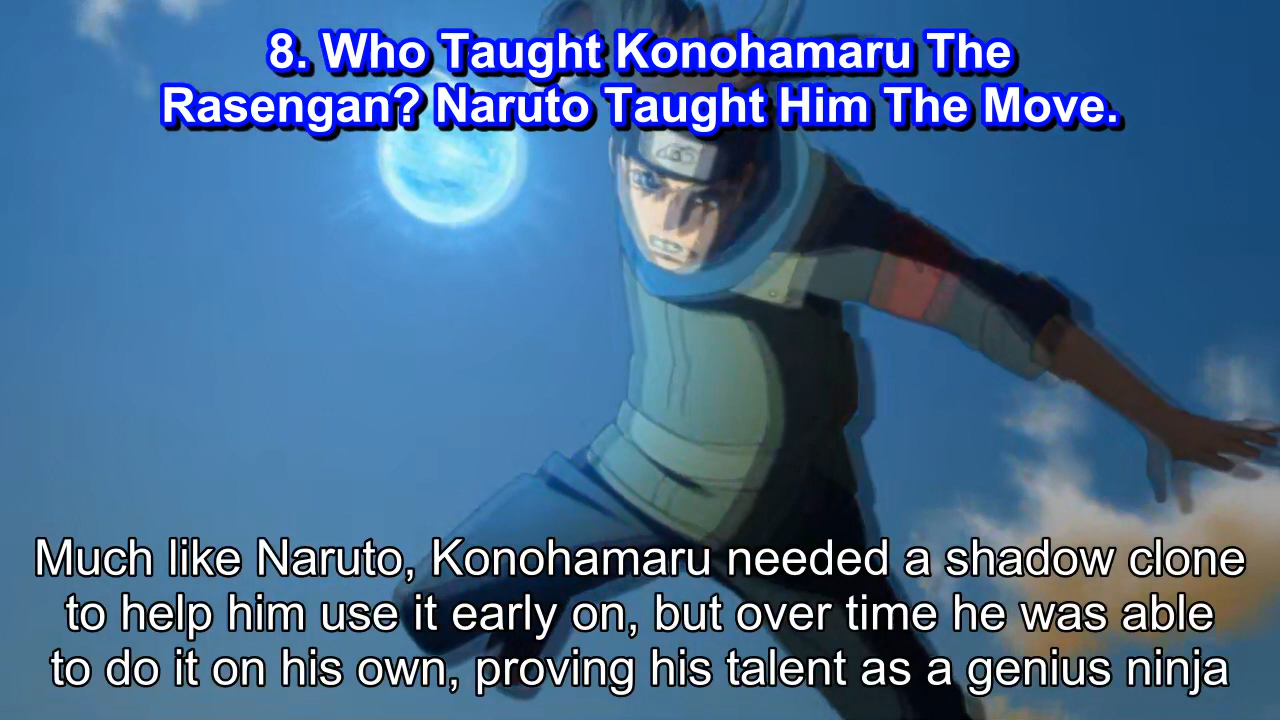 8. Who Taught Konohamaru The
Rasengan? Naruto Taught Him The Move.
Much like Naruto, Konohamaru needed a shadow clone
to help him use it early on, but over time he was able
to do it on his own, proving his talent as a genius ninja